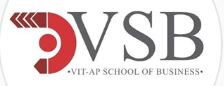 VSB
•VIT-AP SCHOOL OF BUSINESS•